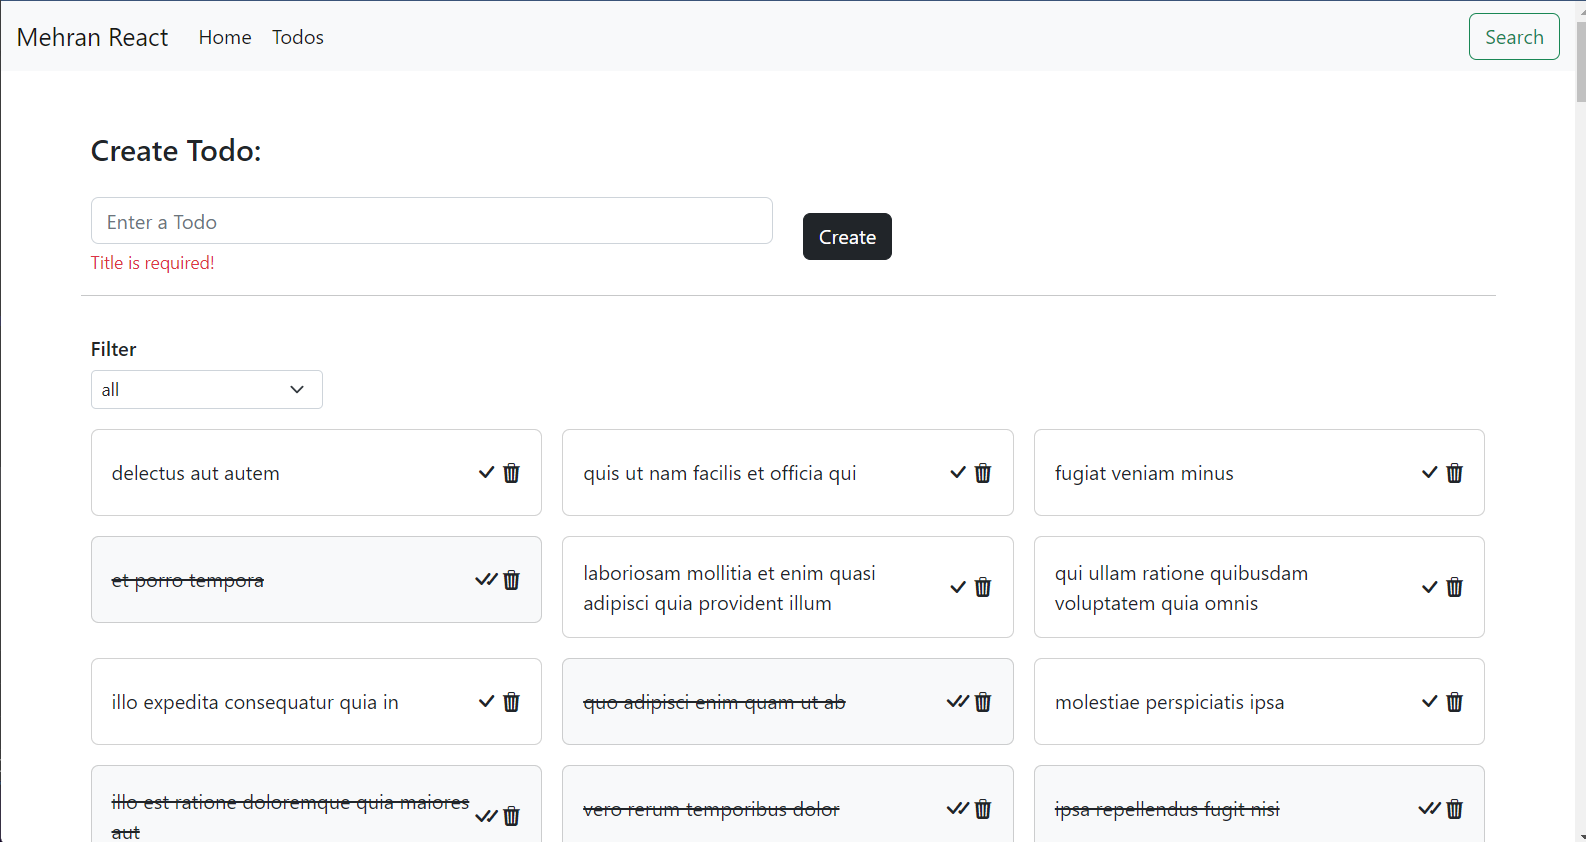 Mehran React Home Todos Search
Create Todo:
Enter a Todo
Create
Title is required!
Filter
all
delectus aut autem
quis ut nam facilis et officia qui
fugiat veniam minus
et porro tempora
laboriosam mollitia et enim quasi
adipisci quia provident illum
qui ullam ratione quibusdam
voluptatem quia omnis
illo expedita consequatur quia in
quo adipisci enim quam ut ab
molestiae perspiciatis ipsa
illo est ratione doloremque quia maiores
aut
vero rerum temporibus dolor
ipsa repellendus fugit nisi